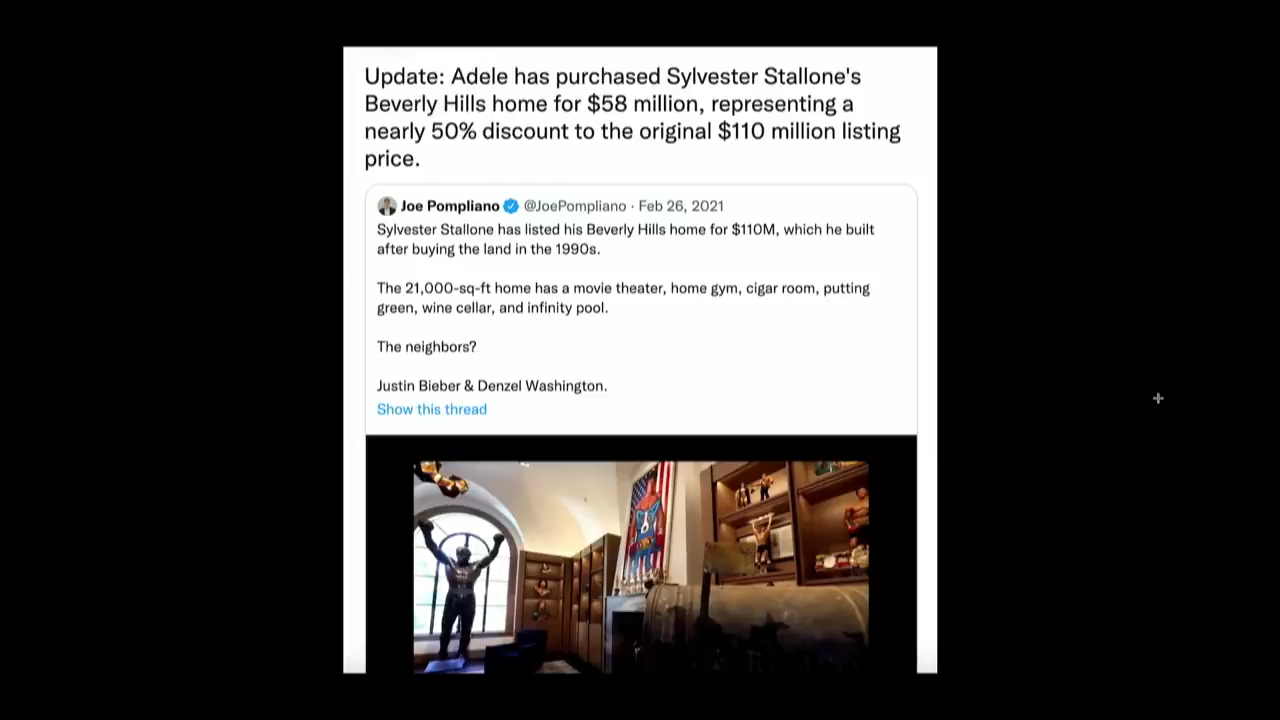 Update: Adele has purchased Sylvester Stallone's
Beverly Hills home for $58 million, representing a
nearly 50% discount to the original $110 million listing
price.
Joe Pompliano @JoePompliano · Feb 26, 2021
Sylvester Stallone has listed his Beverly Hills home for $110M, which he built
after buying the land in the 1990s.
The 21,000-sq-ft home has a movie theater, home gym, cigar room, putting
green, wine cellar, and infinity pool.
The neighbors?
Justin Bieber & Denzel Washington.
Show this thread